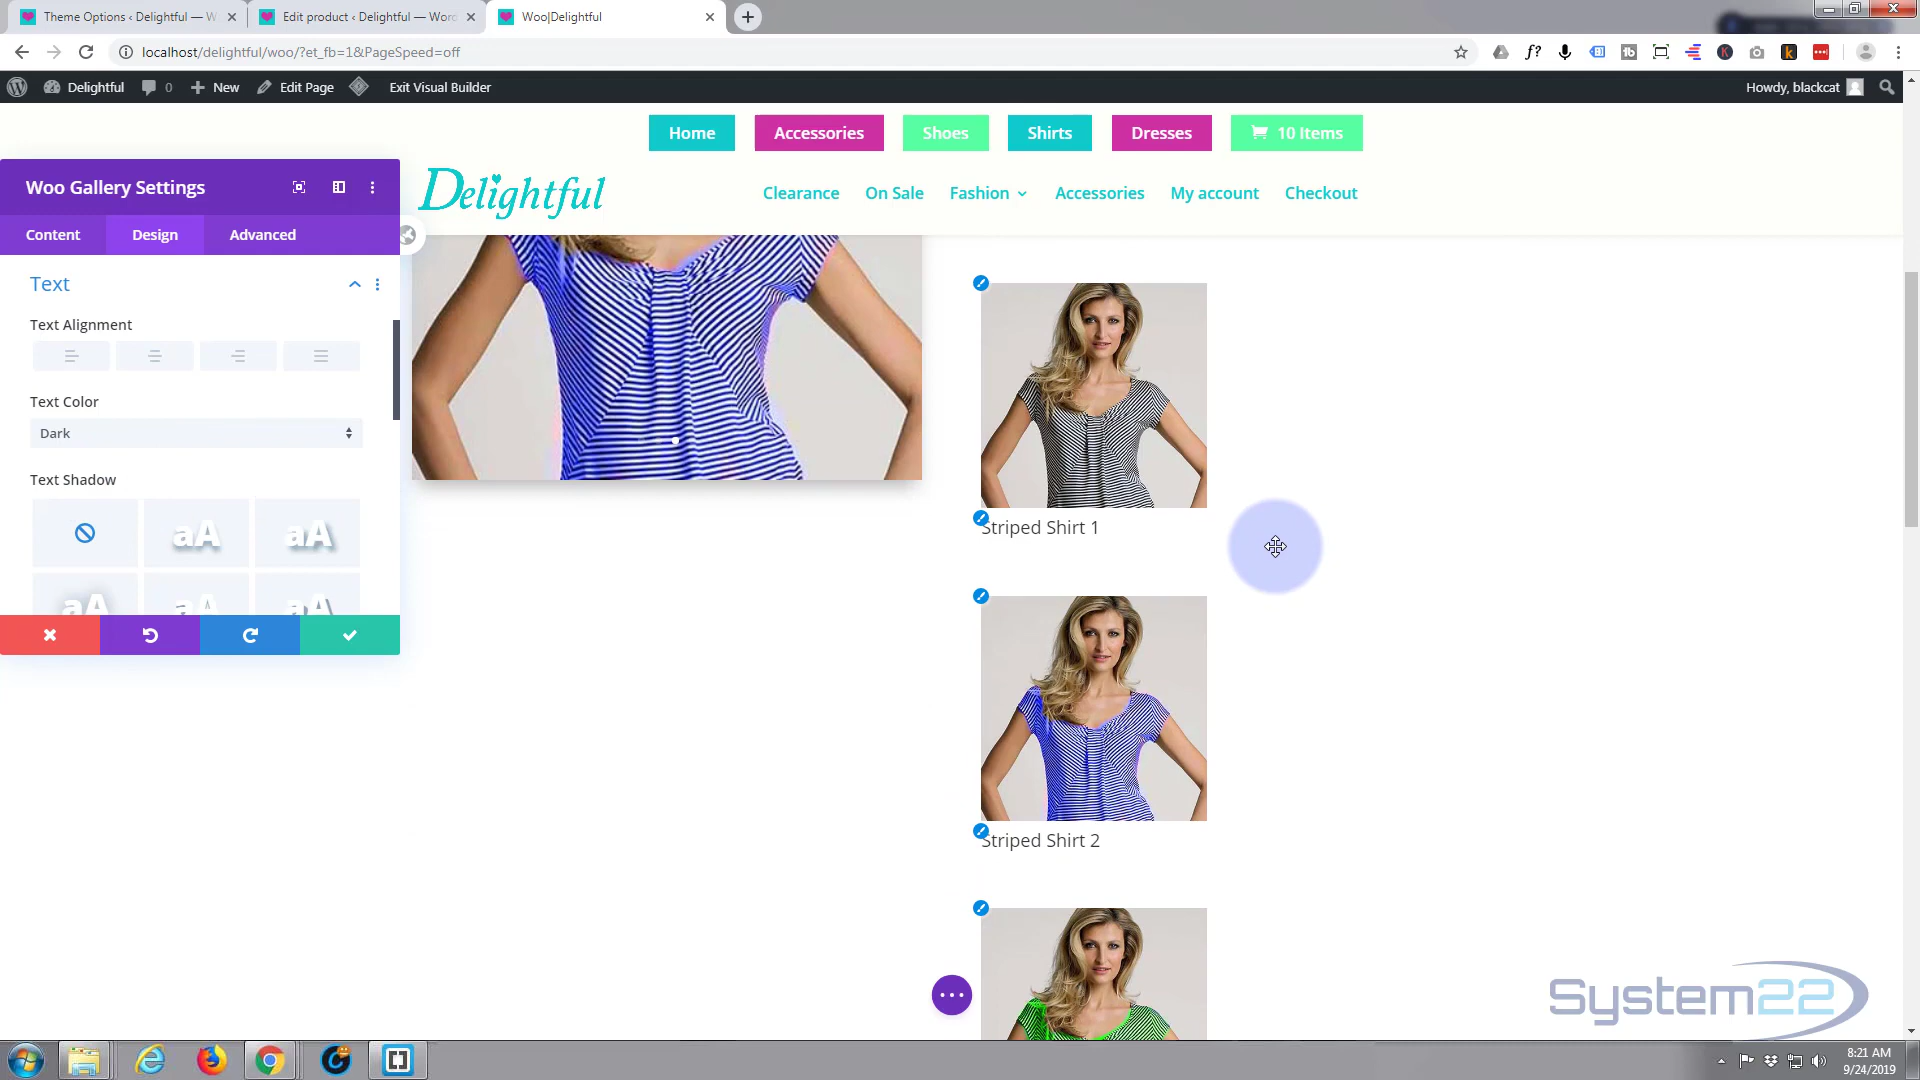 Theme Options ‹ Delightful — W
Edit product ‹ Delightful — Word
Woo|Delightful
localhost/delightful/woo/?et_fb=1&PageSpeed=off
Delightful
0
New
Edit Page
Exit Visual Builder
Howdy, blackcat
Home
Accessories
Shoes
Shirts
Dresses
10 Items
Delightful
Clearance
On Sale
Fashion
Accessories
My account
Checkout
Woo Gallery Settings
Content
Design
Advanced
Text
Text Alignment
Text Color
Dark
Text Shadow
aA
aA
aA
aA
aA
Striped Shirt 1
Striped Shirt 2
System22
8:21 AM
9/24/2019